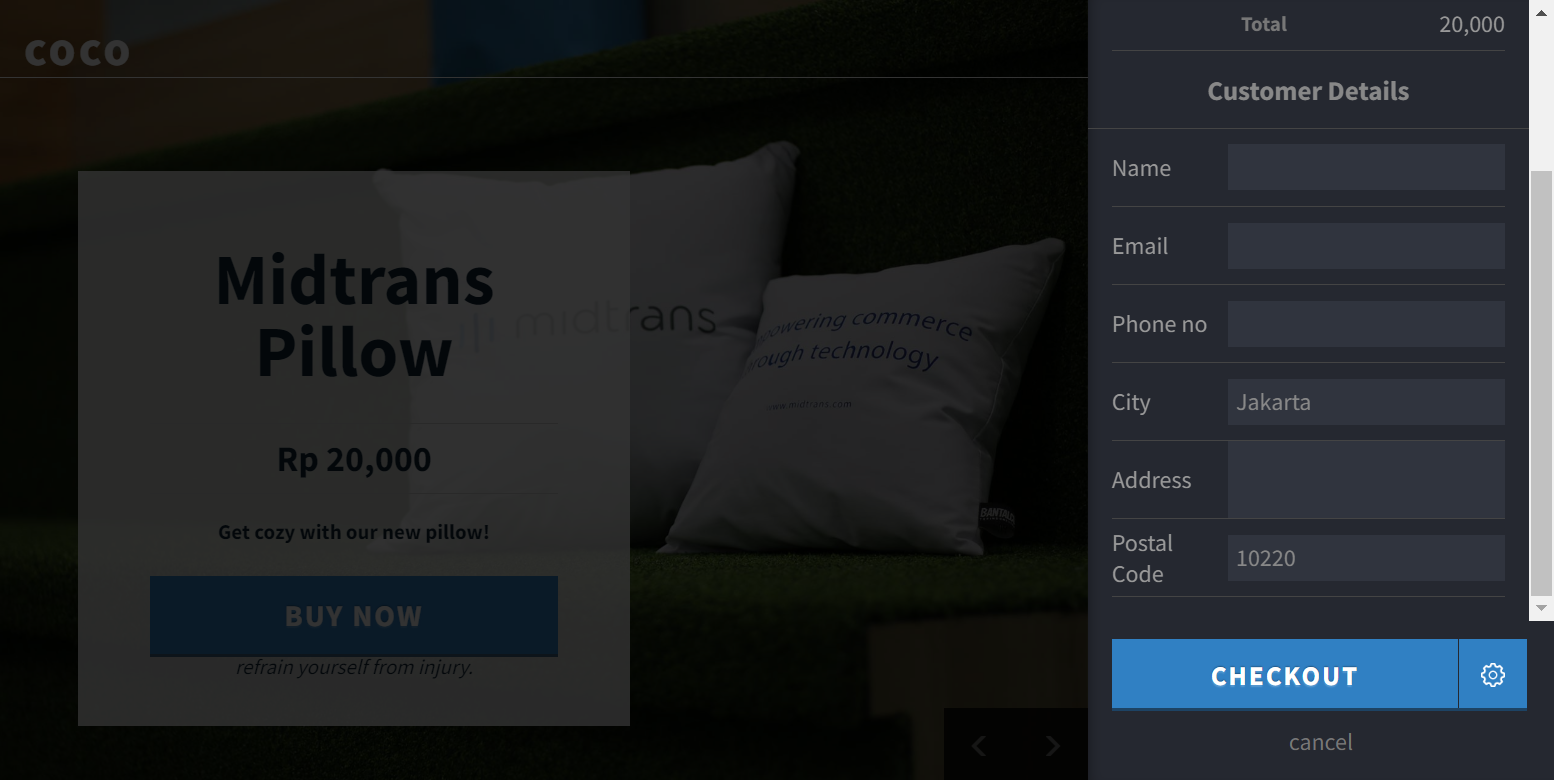 COCO
Midtrans
Pillow
Rp 20,000
Get cozy with our new pillow!
BUY NOW
refrain yourself from injury.
midtrans
powering commerce
through technology
www.midtrans.com
Total 20,000
Customer Details
Name
Email
Phone no
City Jakarta
Address
Postal
Code 10220
CHECKOUT
cancel